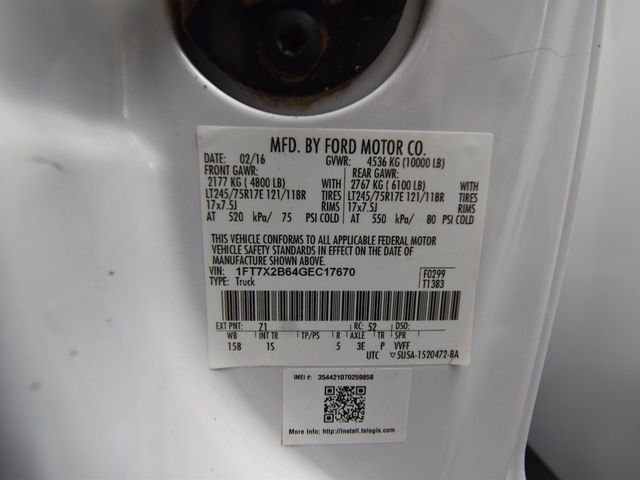 MFD. BY FORD MOTOR CO.
DATE: 02/16 GVWR: 4536 KG (10000 LB)
FRONT GAWR: REAR GAWR:
2177 KG ( 4800 LB) WITH 2767 KG ( 6100 LB) WITH
LT245/75R17E 121/118R TIRES LT245/75R17E 121/118R TIRES
17x7.5J RIMS 17x7.5J RIMS
AT 520 kPa/ 75 PSI COLD AT 550 kPa/ 80 PSI COLD
THIS VEHICLE CONFORMS TO ALL APPLICABLE FEDERAL MOTOR
VEHICLE SAFETY STANDARDS IN EFFECT ON THE DATE OF
MANUFACTURE SHOWN ABOVE.
VIN: 1FT7X2B64GEC17670 F0299
TYPE: Truck T1383
EXT PNT: Z1 RC: 52 DSO:
WB INT TR TP/PS R AXLE TR SPR
158 1S 5 3E P VVFF
UTC ▽5U5A-1520472-BA
IMEI #: 354421070259858
More Info: http://install.telogis.com